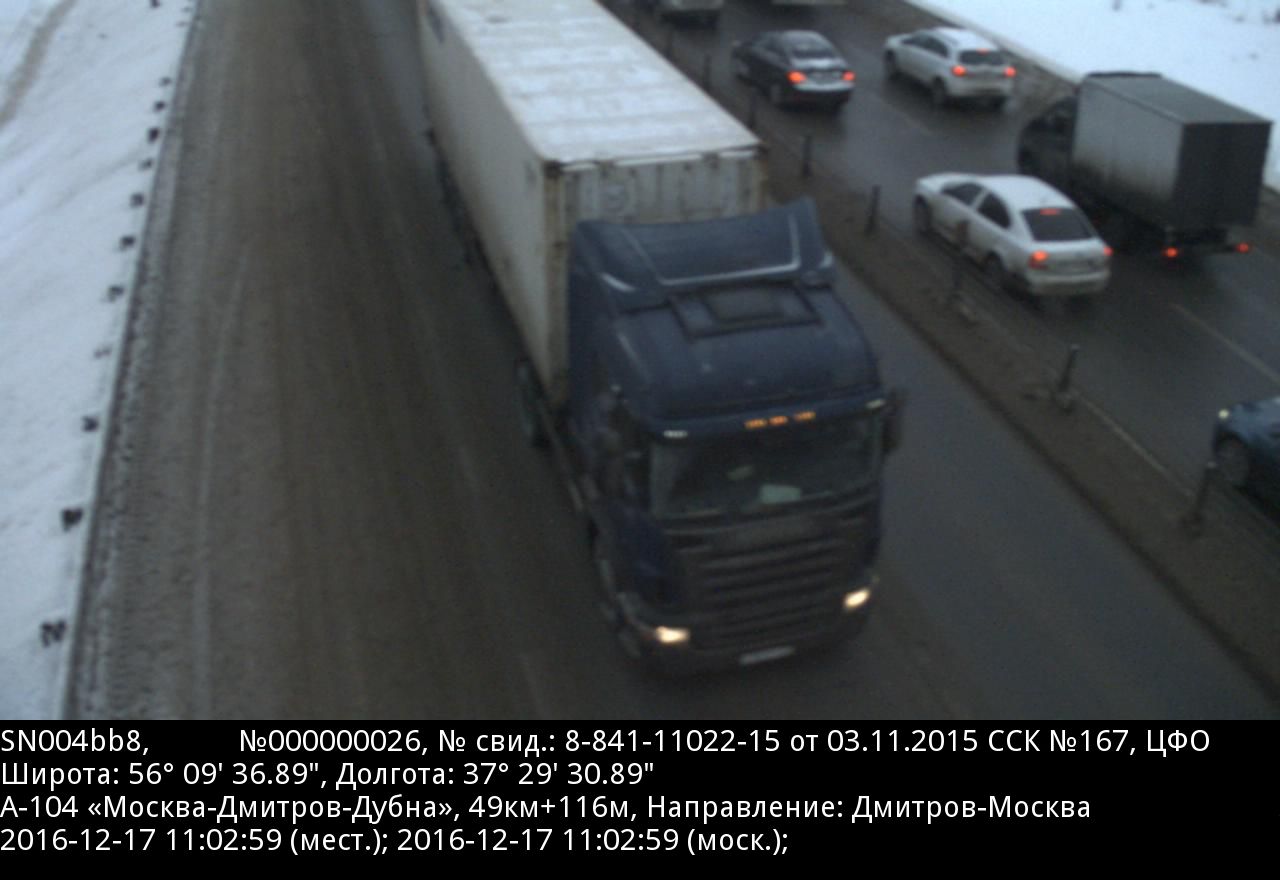 SN004bb8, №000000026, № свид.: 8-841-11022-15 от 03.11.2015 ССК №167, ЦФО
Широта: 56° 09' 36.89", Долгота: 37° 29' 30.89"
А-104 «Москва-Дмитров-Дубна», 49км+116м, Направление: Дмитров-Москва
2016-12-17 11:02:59 (мест.); 2016-12-17 11:02:59 (моск.);